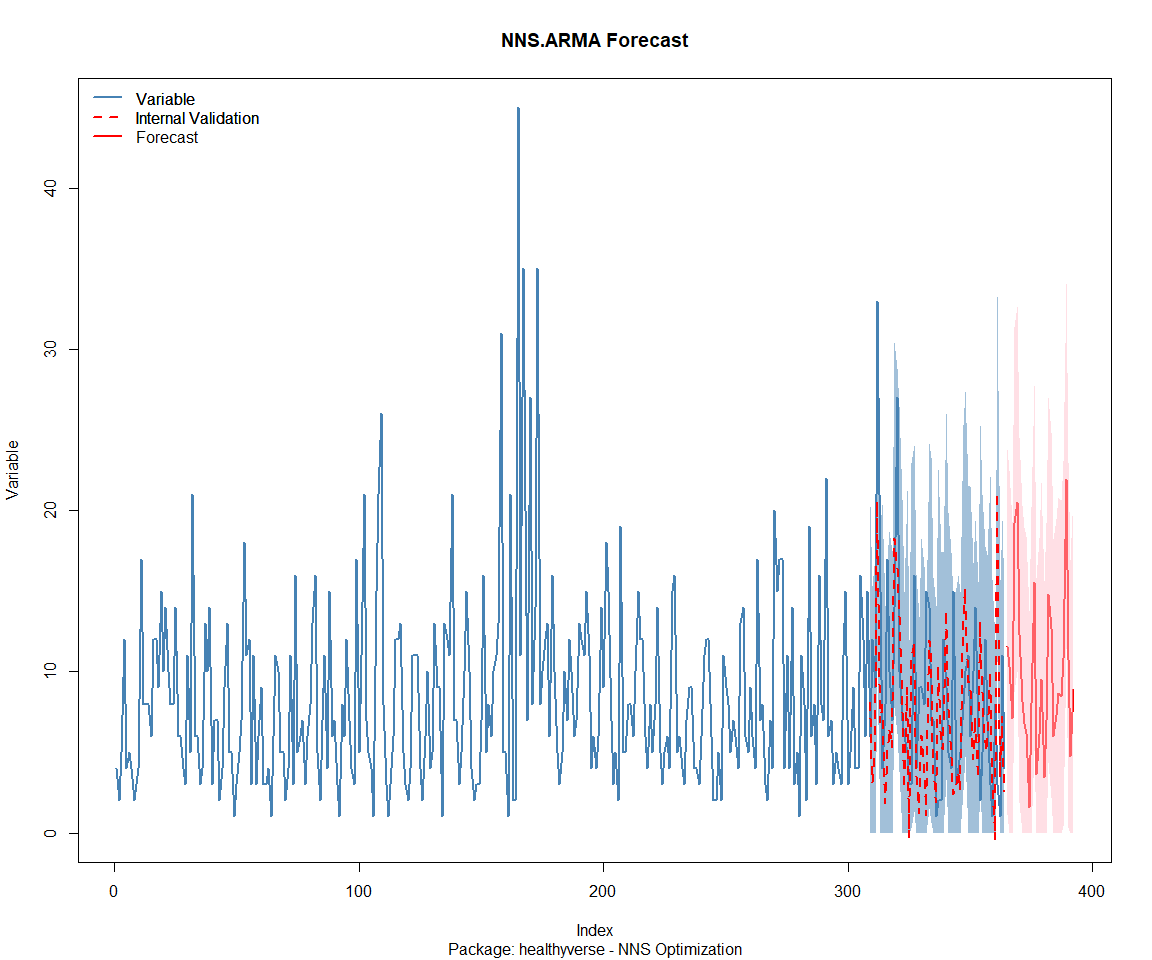 NNS.ARMA Forecast
Variable
Internal Validation
Forecast
Variable
40
30
20
10
0
0
100
200
300
400
Index
Package: healthyverse - NNS Optimization